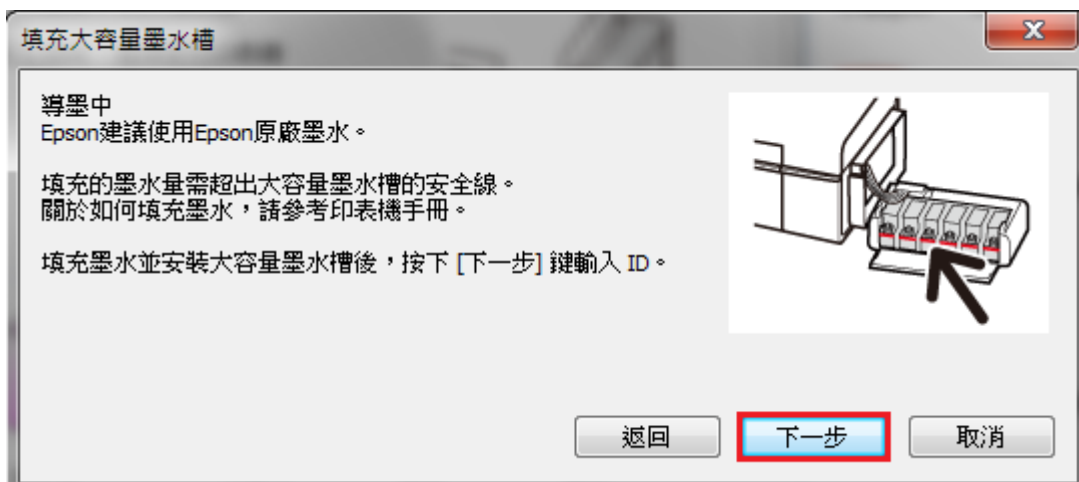 填充大容量墨水槽
導墨中
Epson建議使用Epson原廠墨水。
填充的墨水量需超出大容量墨水槽的安全線。
關於如何填充墨水，請參考印表機手冊。
填充墨水並安裝大容量墨水槽後，按下 [下一步] 鍵輸入 ID。
返回 下一步 取消